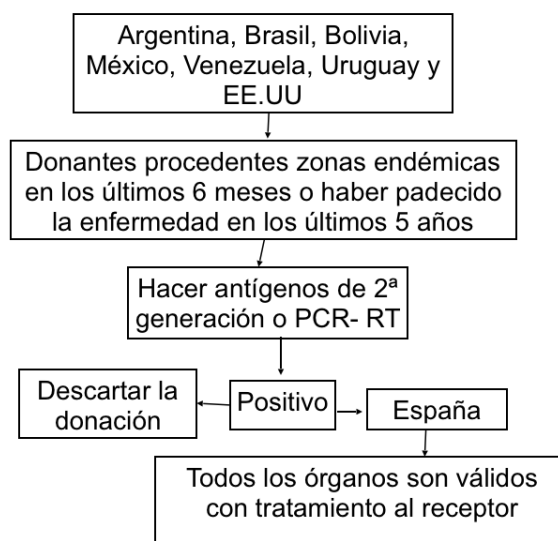 Argentina, Brasil, Bolivia,
México, Venezuela, Uruguay y
EE.UU
Donantes procedentes zonas endémicas
en los últimos 6 meses o haber padecido
la enfermedad en los últimos 5 años
Hacer antígenos de 2ª
generación o PCR- RT
Descartar la
donación
Positivo
España
Todos los órganos son válidos
con tratamiento al receptor